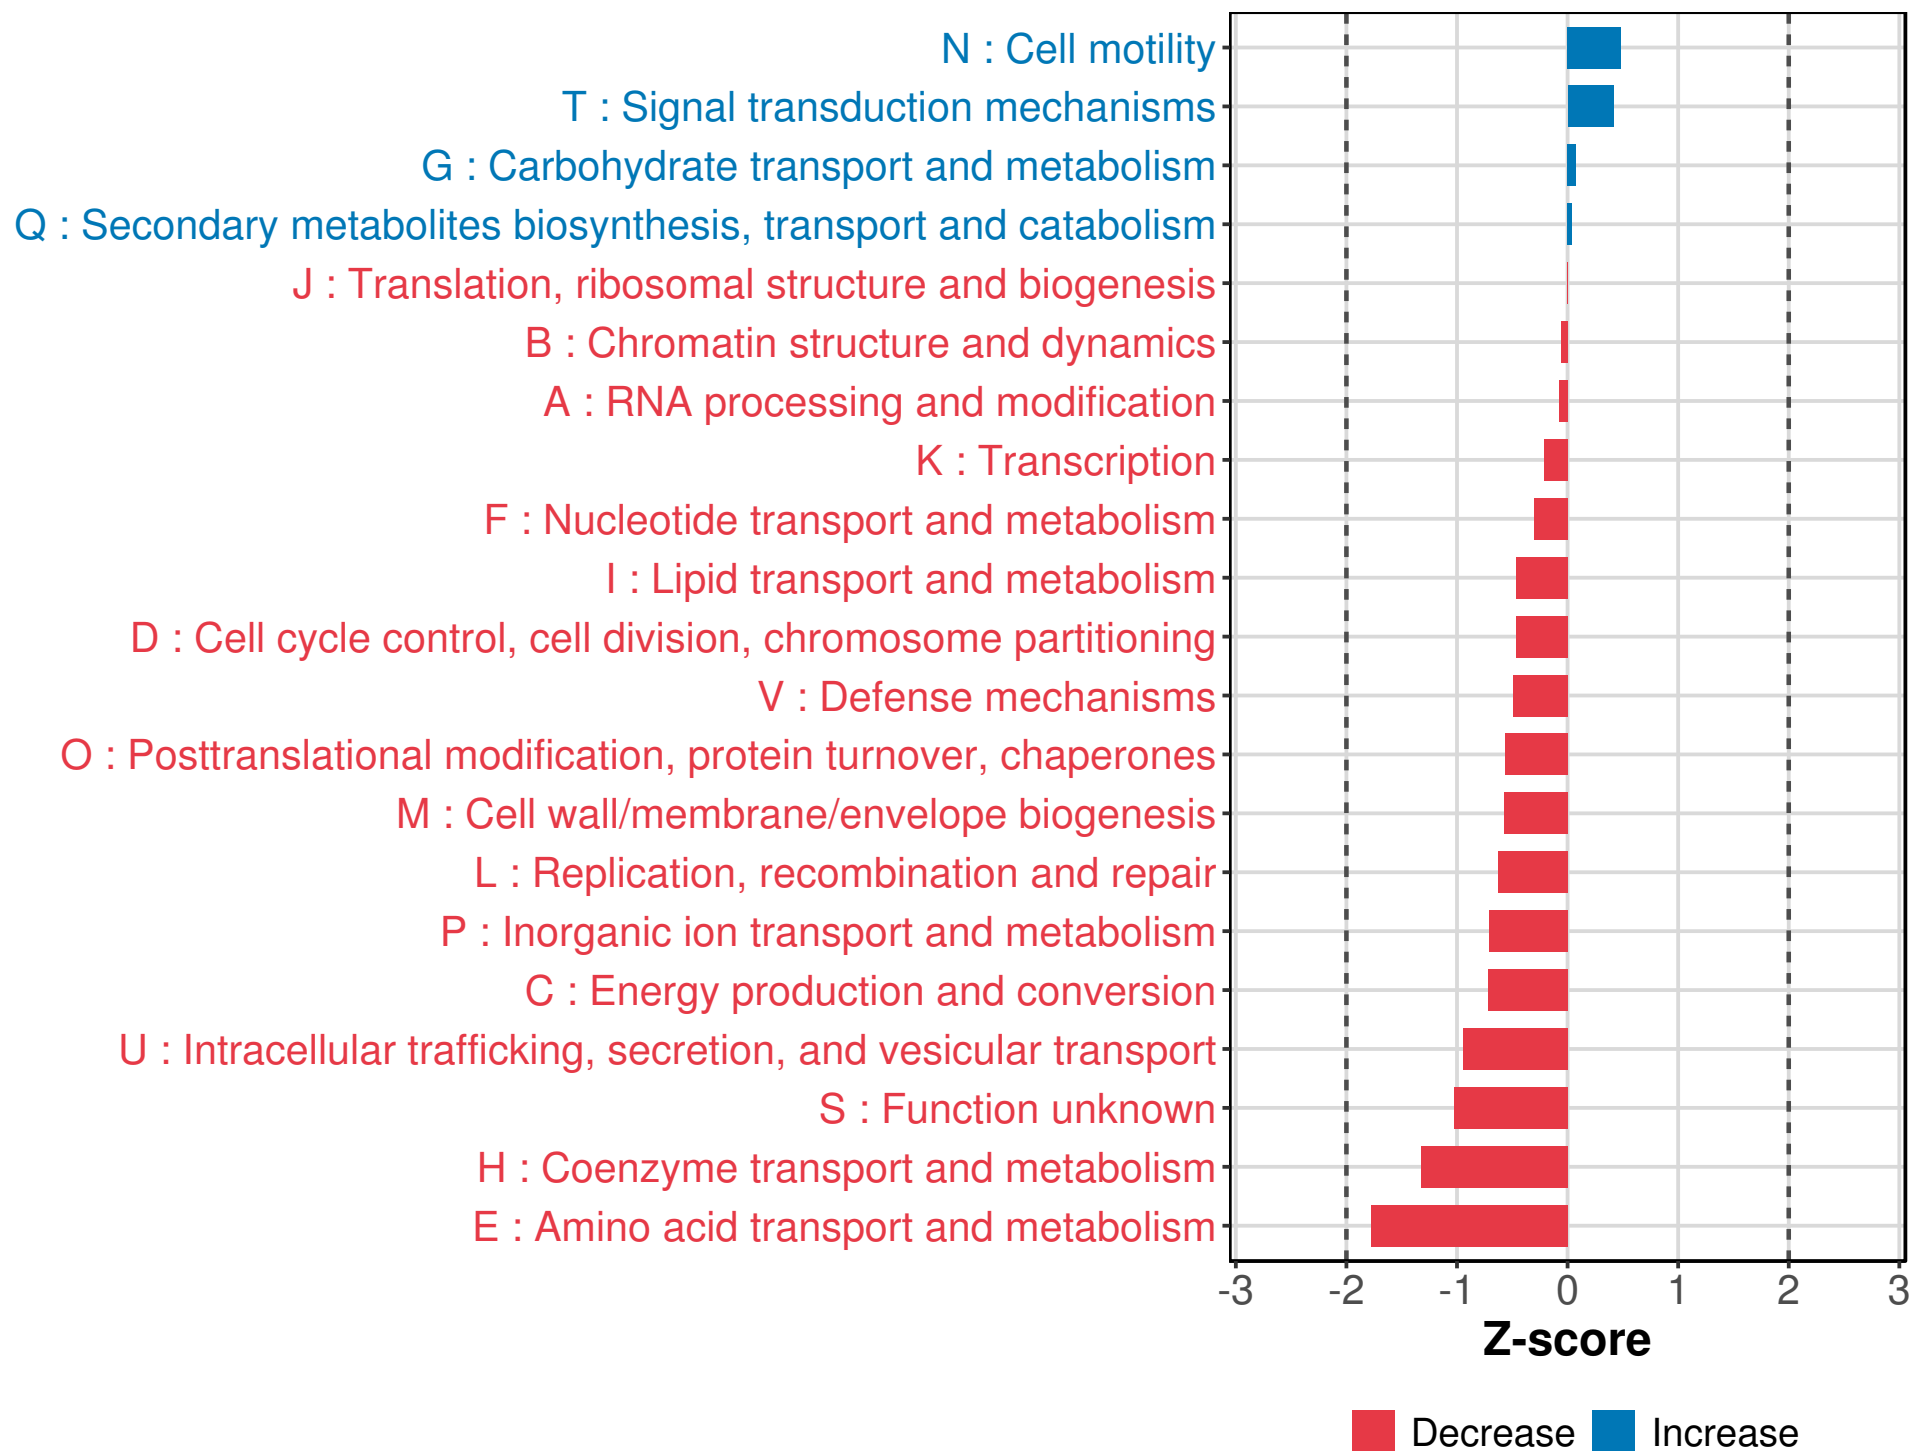 N : Cell motility
T : Signal transduction mechanisms
G : Carbohydrate transport and metabolism
Q : Secondary metabolites biosynthesis, transport and catabolism
J : Translation, ribosomal structure and biogenesis
B : Chromatin structure and dynamics
A : RNA processing and modification
K : Transcription
F : Nucleotide transport and metabolism
I : Lipid transport and metabolism
D : Cell cycle control, cell division, chromosome partitioning
V : Defense mechanisms
O : Posttranslational modification, protein turnover, chaperones
M : Cell wall/membrane/envelope biogenesis
L : Replication, recombination and repair
P : Inorganic ion transport and metabolism
C : Energy production and conversion
U : Intracellular trafficking, secretion, and vesicular transport
S : Function unknown
H : Coenzyme transport and metabolism
E : Amino acid transport and metabolism
-3 -2 -1 0 1 2 3
Z-score
Decrease Increase